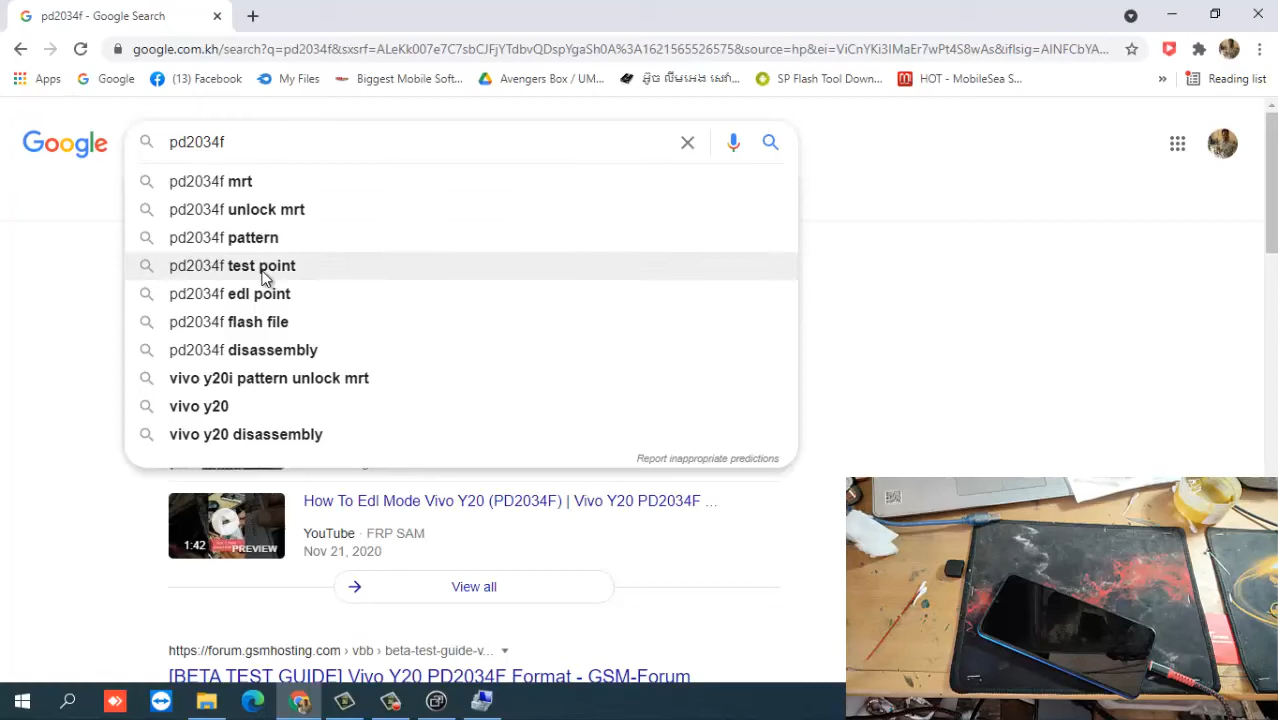 pd2034f - Google Search
google.com.kh/search?q=pd2034f&sxsrf=ALeKk007e7C7sbCJFjYTdbvQDspYgaSh0A%3A1621565526575&source=hp&ei=ViCnYKi3IMaEr7wPt4S8wAs&iflsig=AINFCbYA...
Apps
Google
(13) Facebook
My Files
Biggest Mobile Soft...
Avengers Box / UM...
SP Flash Tool Down...
HOT - MobileSea S...
»
Reading list
Google
pd2034f
pd2034f mrt
pd2034f unlock mrt
pd2034f pattern
pd2034f test point
pd2034f edl point
pd2034f flash file
pd2034f disassembly
vivo y20i pattern unlock mrt
vivo y20
vivo y20 disassembly
Report inappropriate predictions
How To Edl Mode Vivo Y20 (PD2034F) | Vivo Y20 PD2034F ...
YouTube · FRP SAM
1:42
PREVIEW
Nov 21, 2020
View all
https://forum.gsmhosting.com › vbb › beta-test-guide-v...
[BETA TEST GUIDE] Vivo Y20 PD2034F Format - GSM-Forum